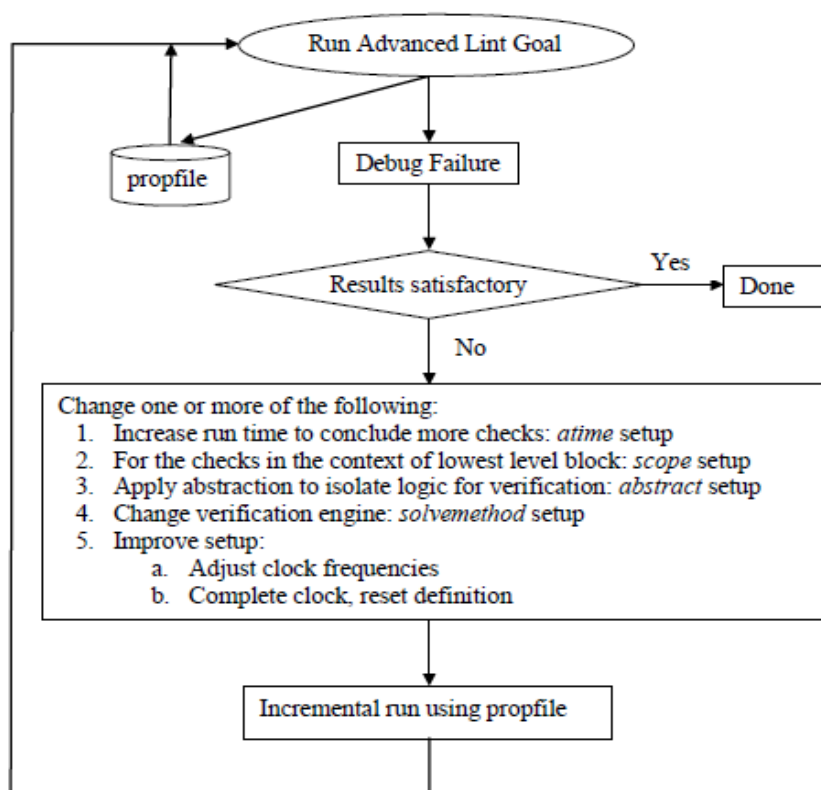 Run Advanced Lint Goal
propfile
Debug Failure
Results satisfactory
Yes
Done
No
Change one or more of the following:
1. Increase run time to conclude more checks: atime setup
2. For the checks in the context of lowest level block: scope setup
3. Apply abstraction to isolate logic for verification: abstract setup
4. Change verification engine: solvemethod setup
5. Improve setup:
a. Adjust clock frequencies
b. Complete clock, reset definition
Incremental run using propfile